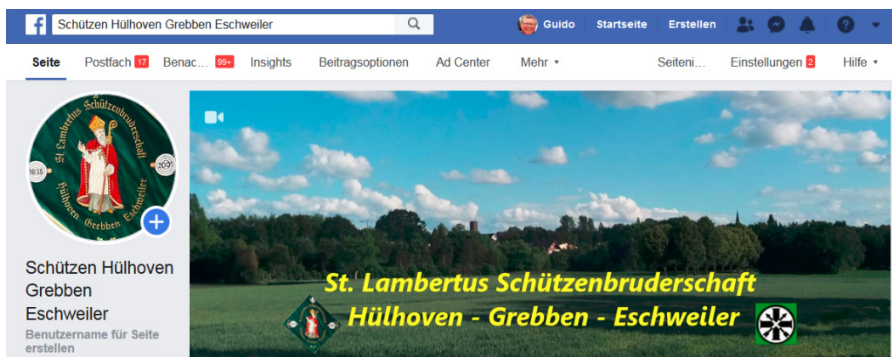 Schützen Hülhoven Grebben Eschweiler
Guido Startseite Erstellen
Seite Postfach 17 Benac... 99+ Insights Beitragsoptionen Ad Center Mehr Seiteni... Einstellungen 2 Hilfe
St. Lambertus Schützenbruderschaft
1835 2001
Hülhoven Grebben Eschweiler
Schützen Hülhoven
Grebben
Eschweiler
Benutzername für Seite
erstellen
St. Lambertus Schützenbruderschaft
Hülhoven - Grebben - Eschweiler